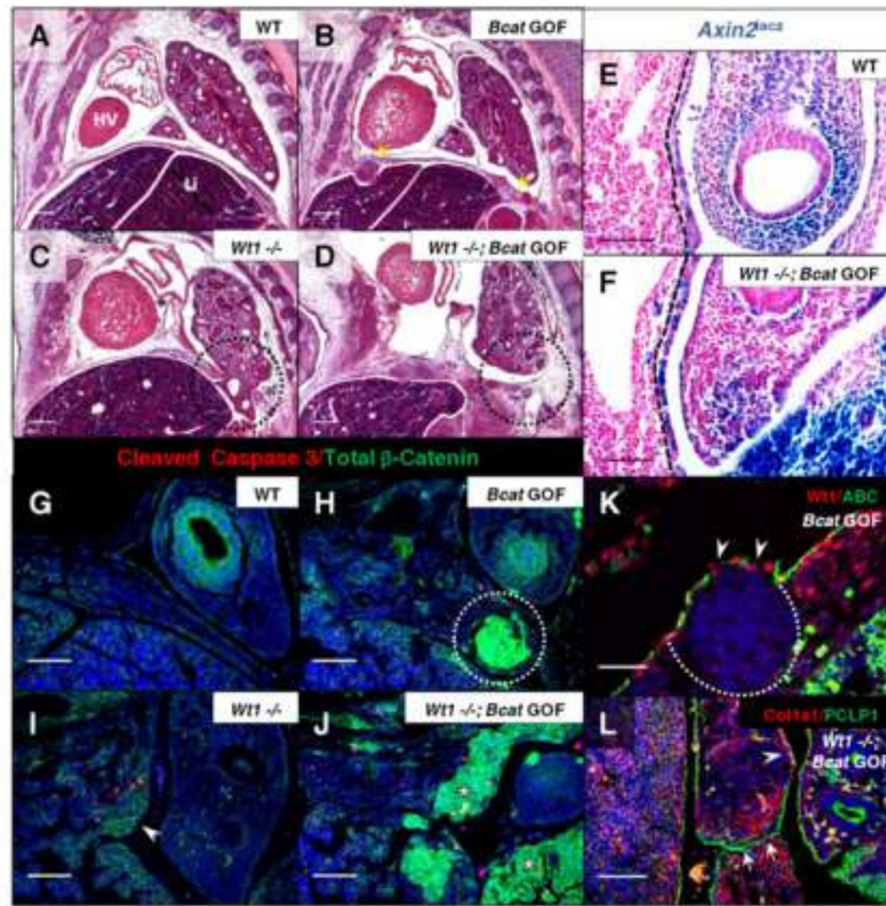 A WT
B Bcat GOF
Axin2lacz
E WT
HV
L
Li
C Wt1 -/-
D Wt1 -/-; Bcat GOF
F Wt1 -/-; Bcat GOF
Cleaved Caspase 3/Total β-Catenin
G WT
H Bcat GOF
K Wt1/ABC
Bcat GOF
I Wt1 -/-
J Wt1 -/-; Bcat GOF
L Col1a1/PCLP1
Wt1 -/-;
Bcat GOF